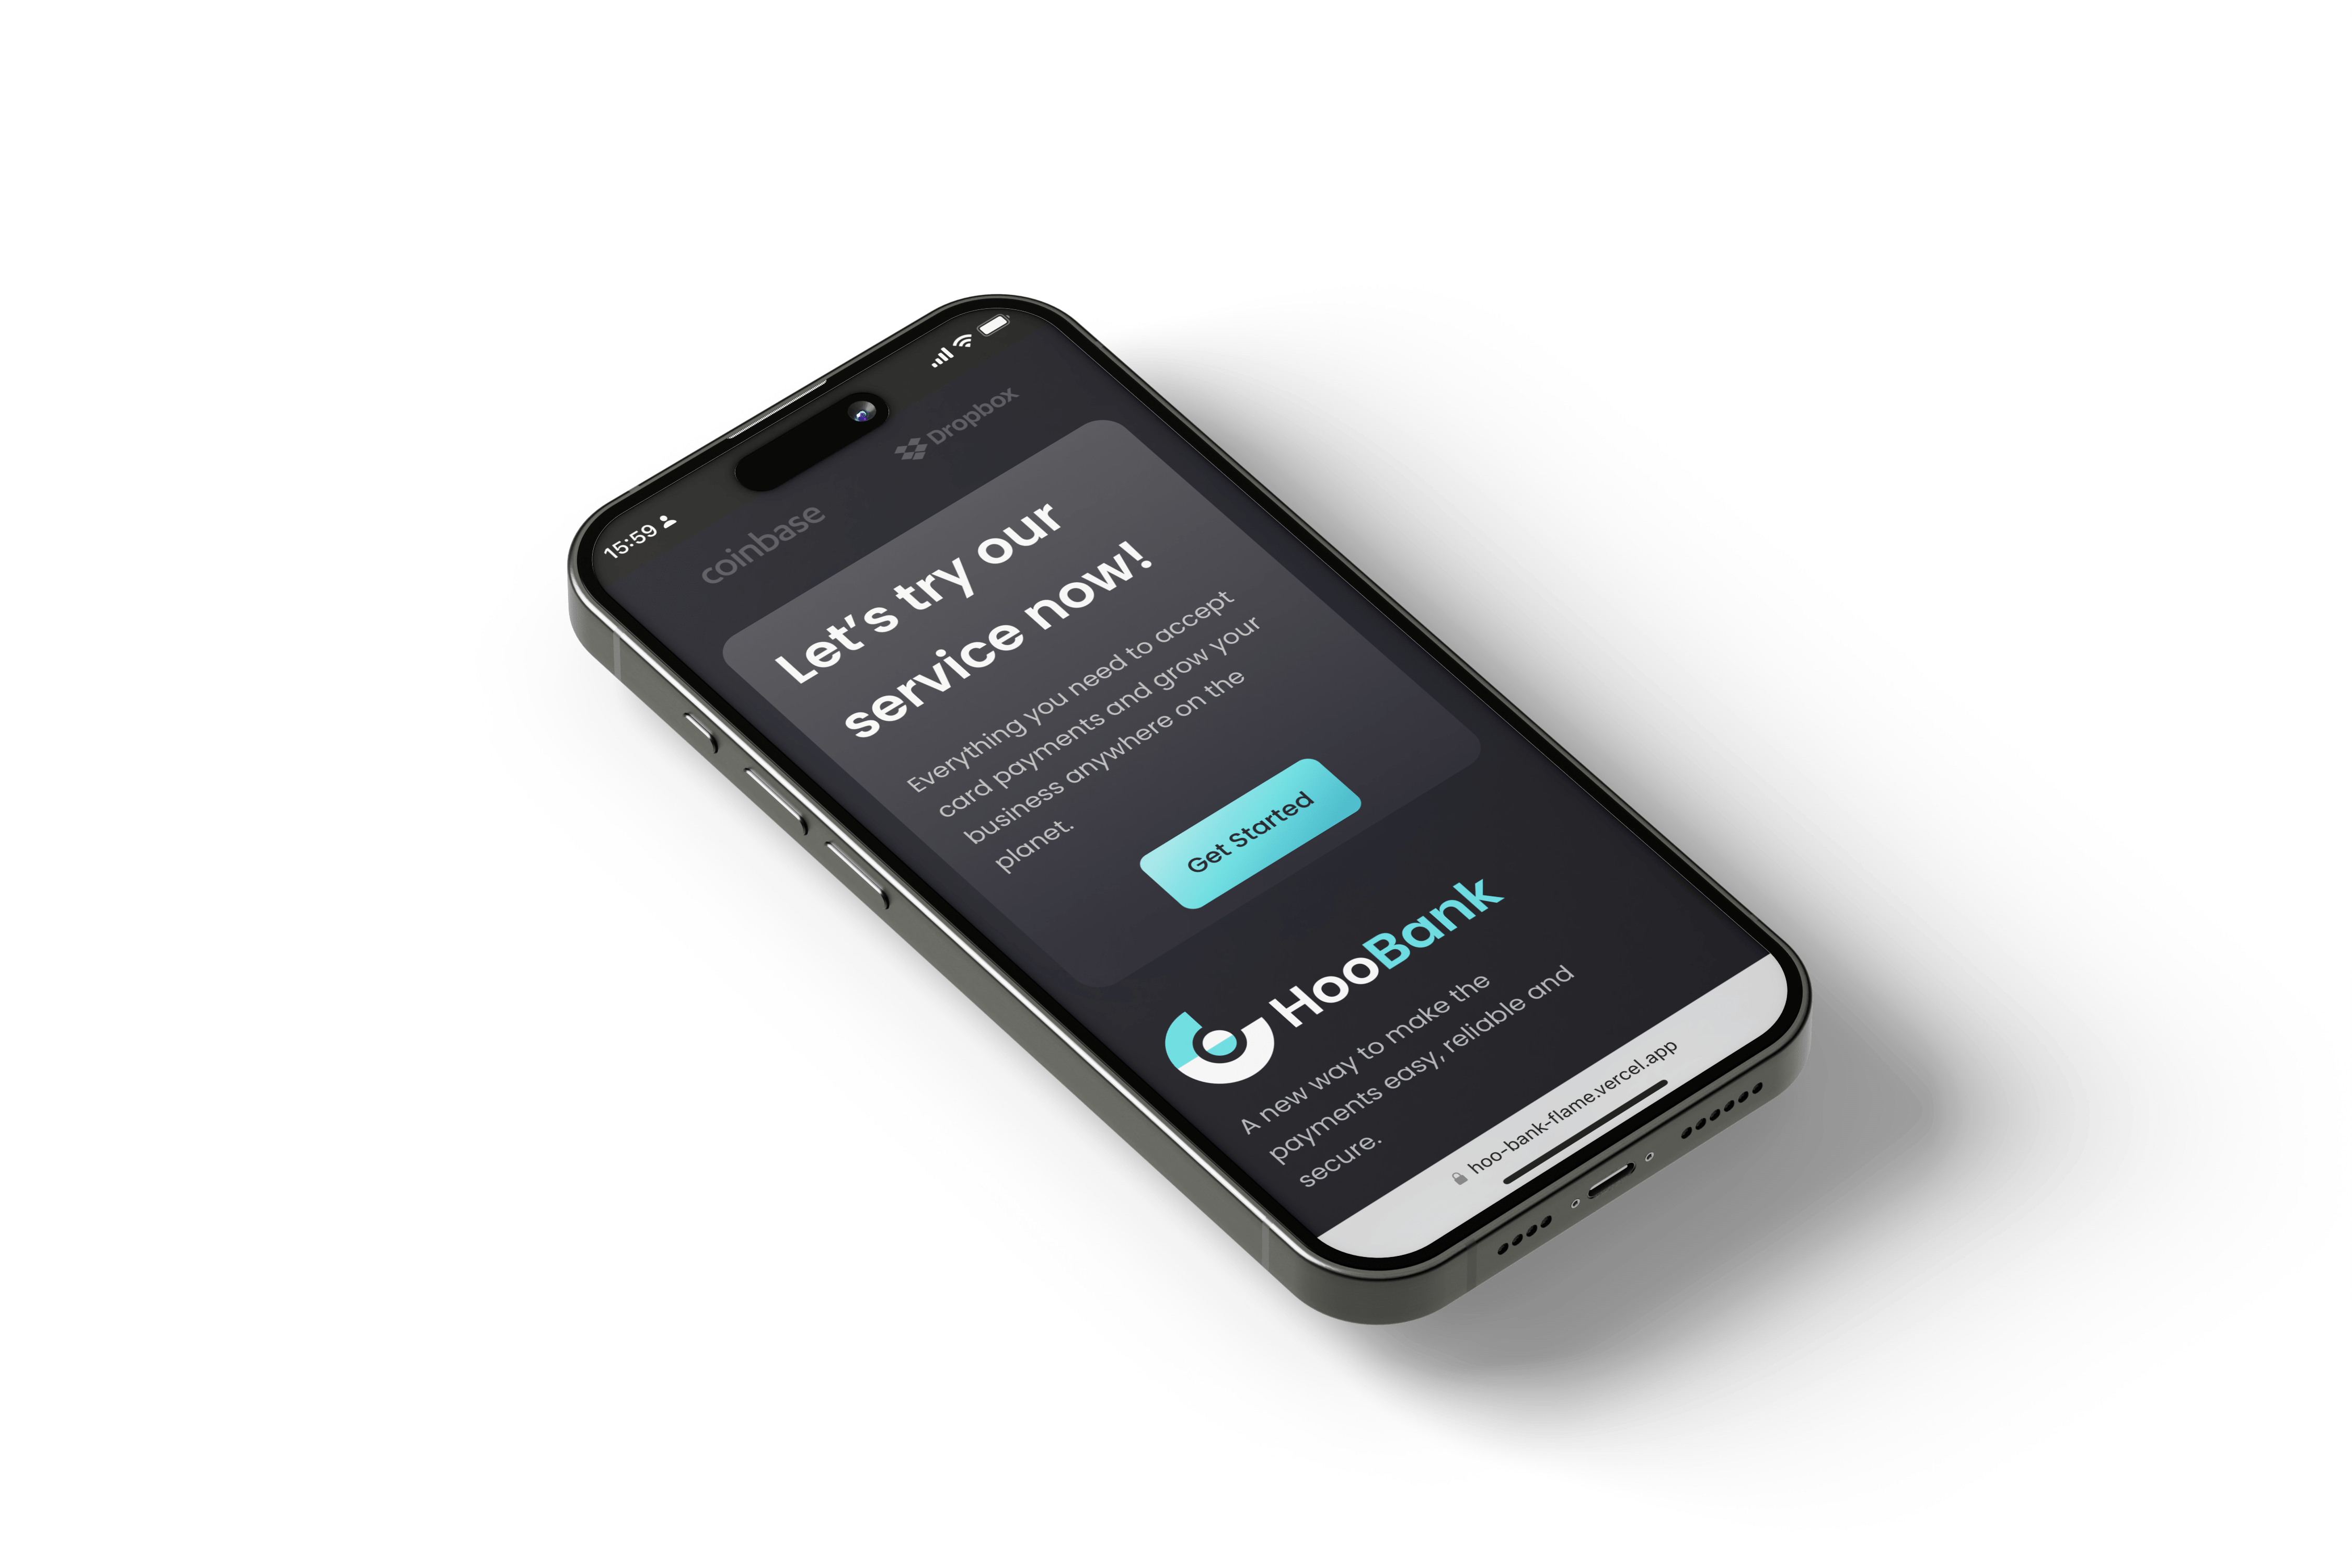 15:59
coinbase
Dropbox
Let's try our
service now!
Everything you need to accept
card payments and grow your
business anywhere on the
planet.
Get Started
HooBank
A new way to make the
payments easy, reliable and
secure.
hoo-bank-flame.vercel.app